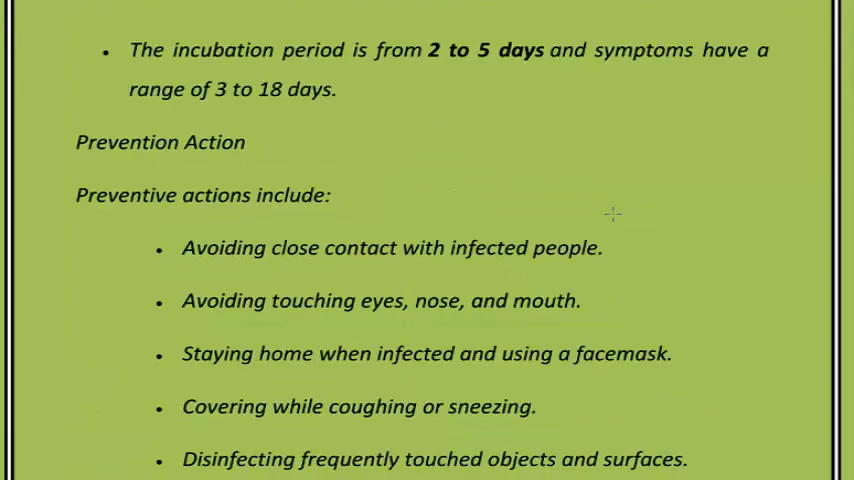 • The incubation period is from 2 to 5 days and symptoms have a
range of 3 to 18 days.
Prevention Action
Preventive actions include:
• Avoiding close contact with infected people.
• Avoiding touching eyes, nose, and mouth.
• Staying home when infected and using a facemask.
• Covering while coughing or sneezing.
• Disinfecting frequently touched objects and surfaces.